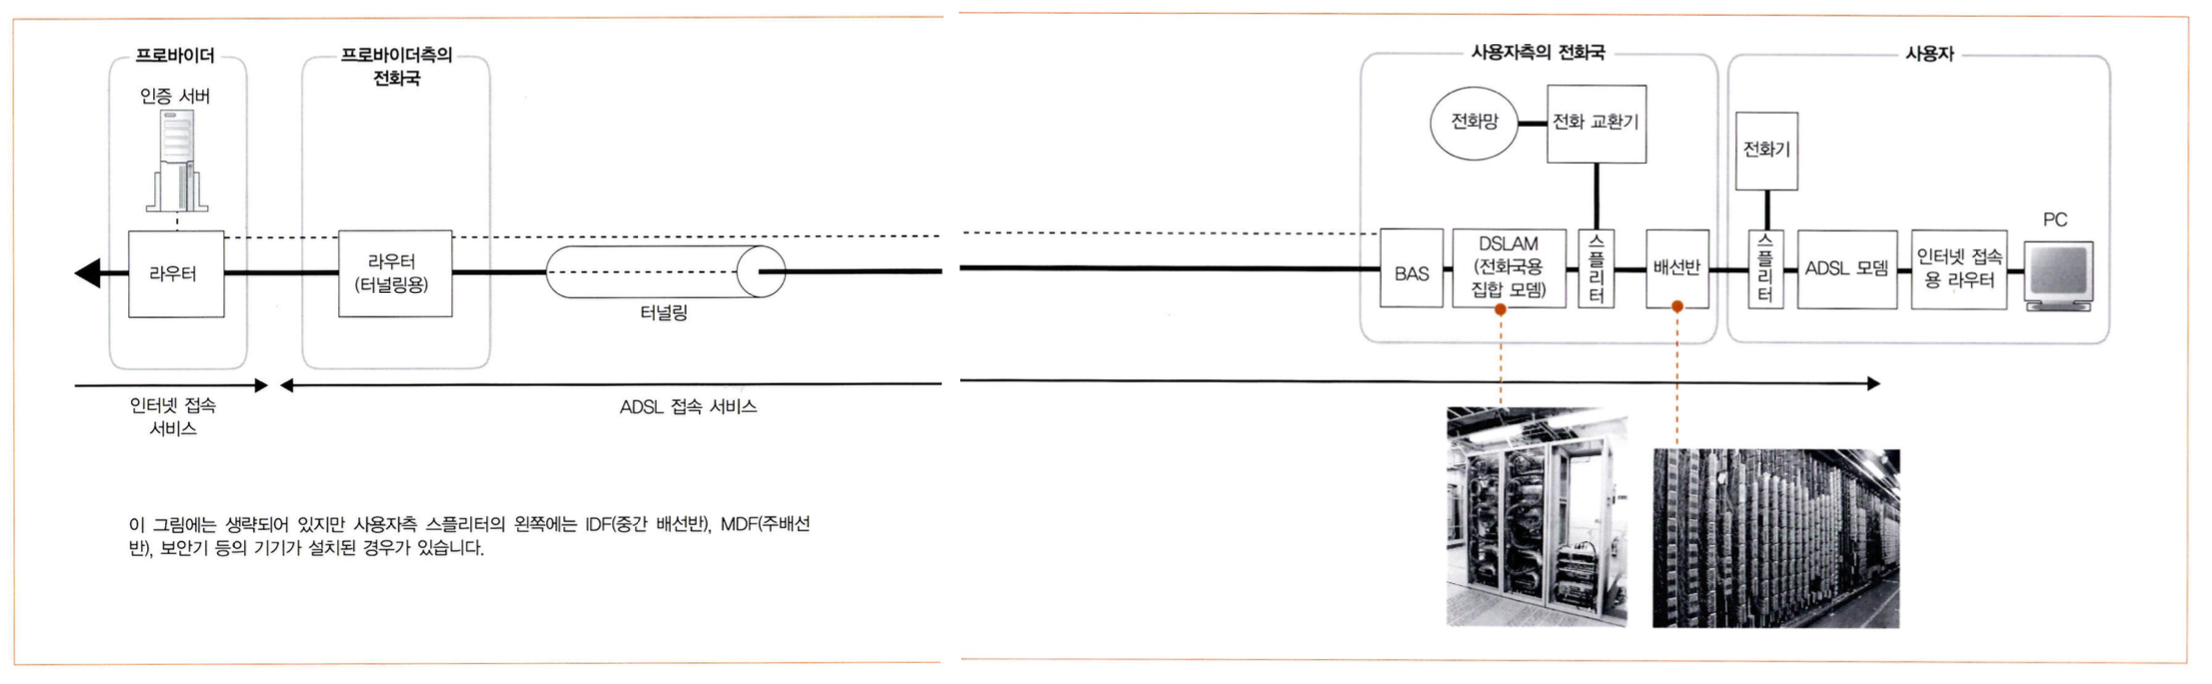 프로바이더
인증 서버
라우터
프로바이더측의
전화국
라우터
(터널링용)
터널링
사용자측의 전화국
전화망
전화 교환기
BAS
DSLAM
(전화국용
집합 모뎀)
스플리터
배선반
사용자
전화기
스플리터
ADSL 모뎀
인터넷 접속
용 라우터
PC
인터넷 접속
서비스
ADSL 접속 서비스
이 그림에는 생략되어 있지만 사용자측 스플리터의 왼쪽에는 IDF(중간 배선반), MDF(주배선
반), 보안기 등의 기기가 설치된 경우가 있습니다.